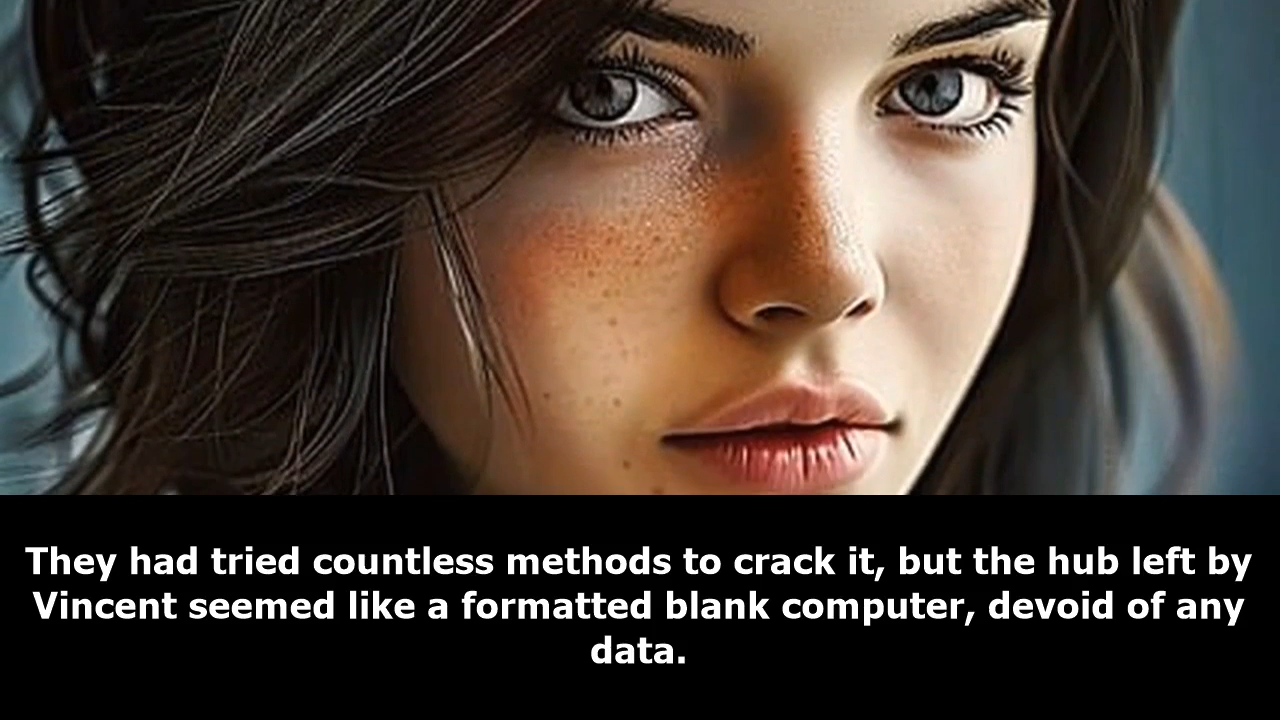 They had tried countless methods to crack it, but the hub left by
Vincent seemed like a formatted blank computer, devoid of any
data.